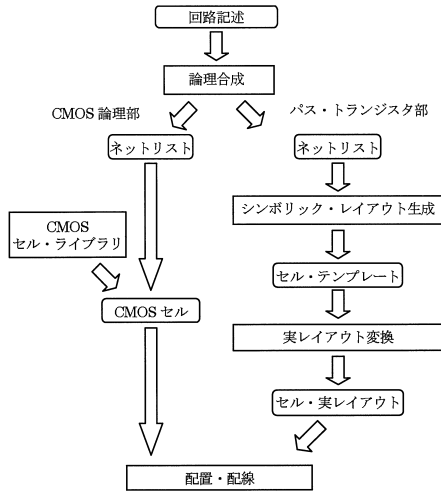 回路記述
論理合成
CMOS 論理部
パス・トランジスタ部
ネットリスト
ネットリスト
シンボリック・レイアウト生成
CMOS
セル・ライブラリ
セル・テンプレート
CMOS セル
実レイアウト変換
セル・実レイアウト
配置・配線